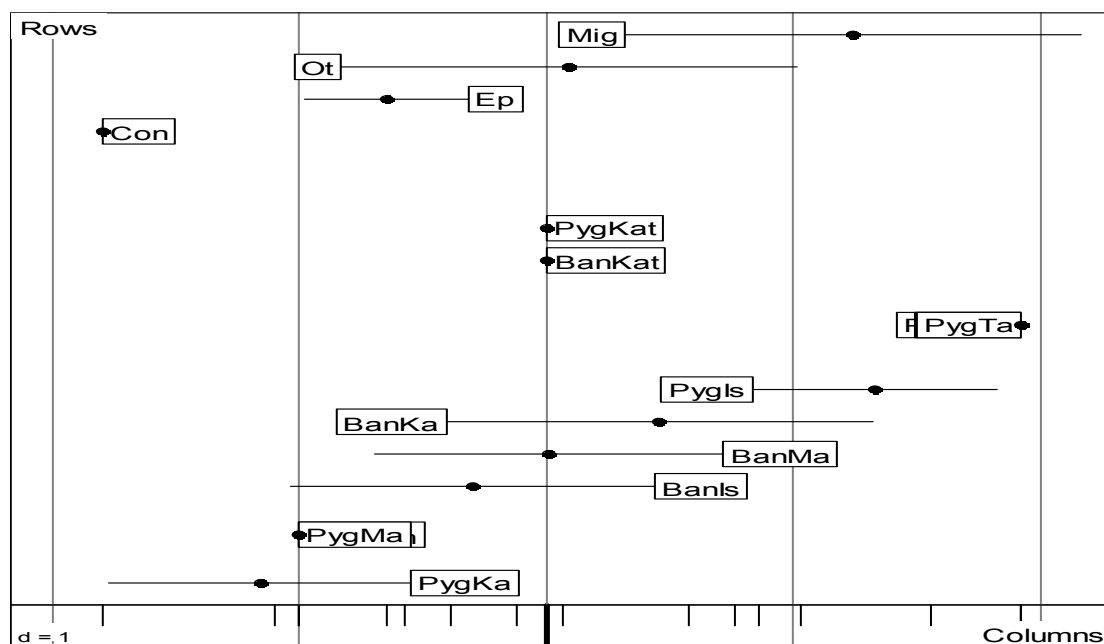 Rows
Mig
Ot
Ep
Con
PygKat
BanKat
PygTa
PygIs
BanKa
BanMa
BanIs
PygMa
PygKa
d = 1
Columns